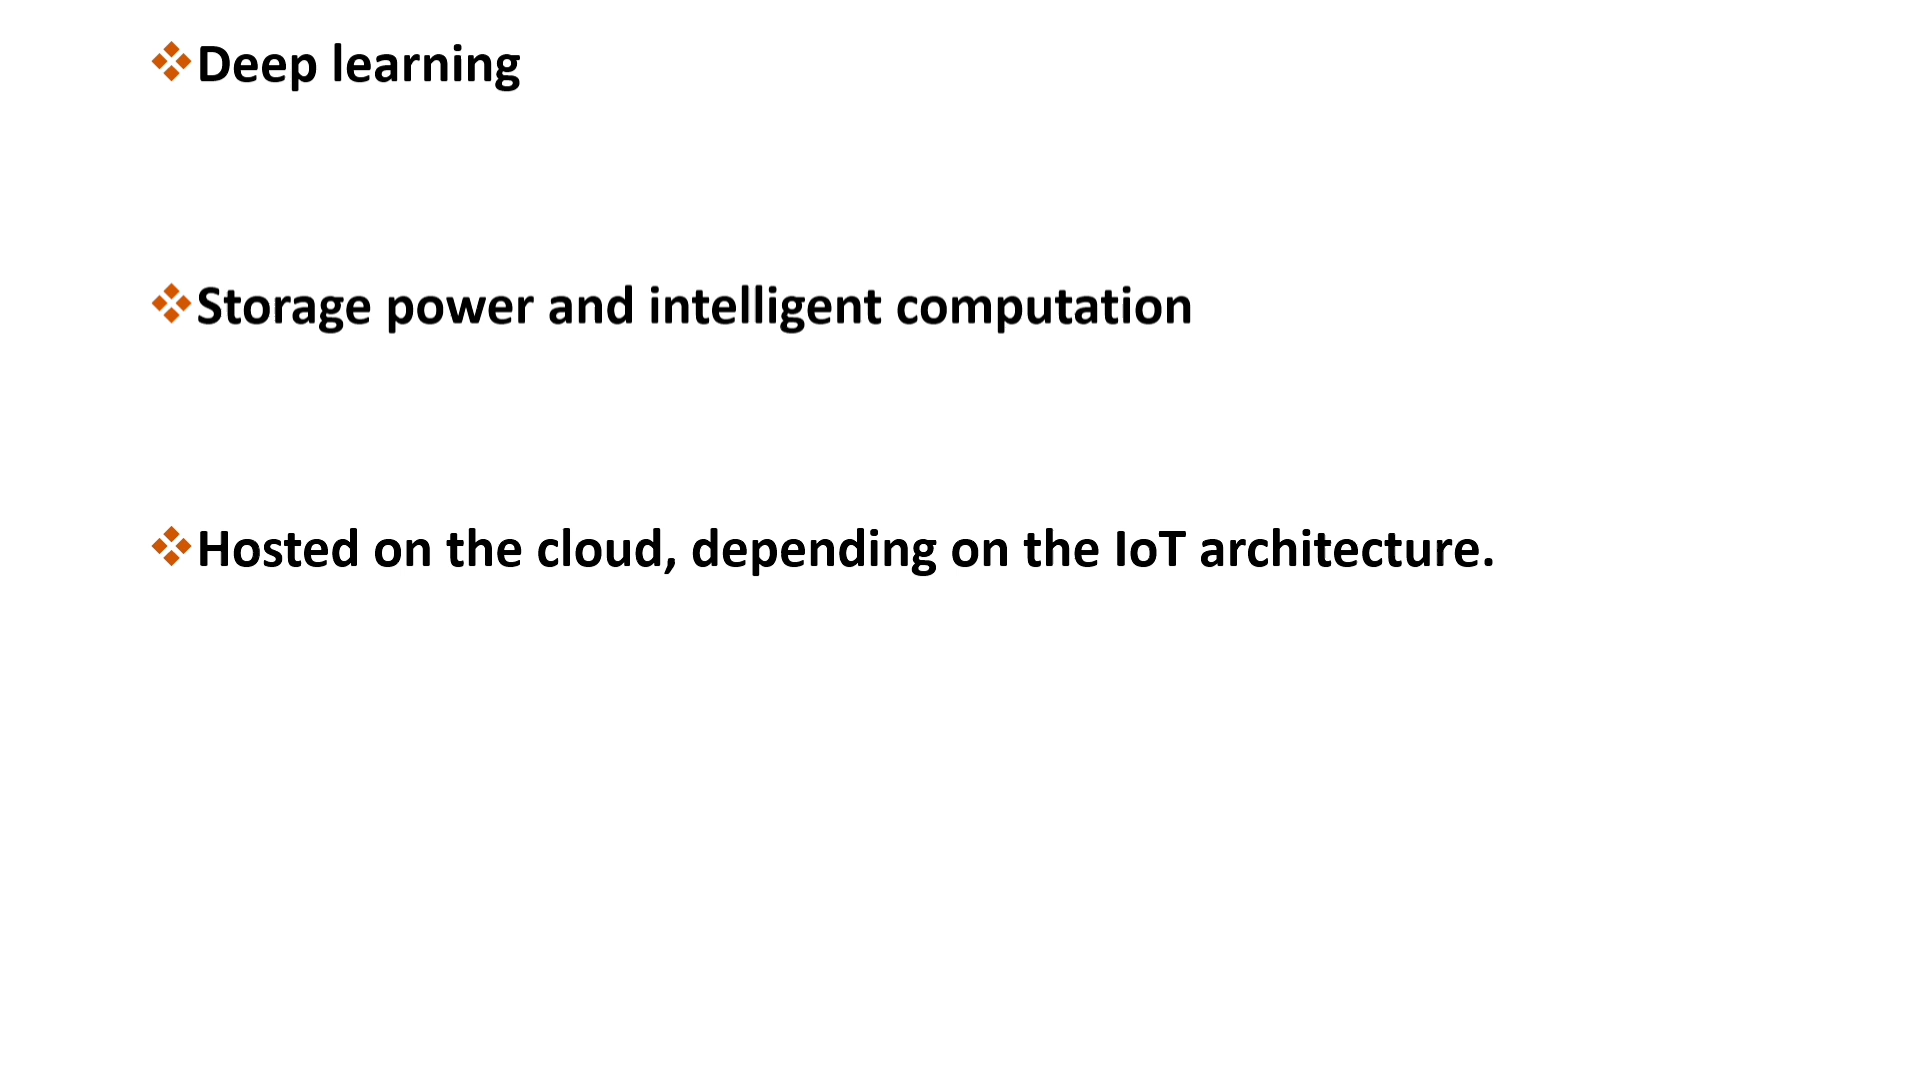 ❖Deep learning
❖Storage power and intelligent computation
❖Hosted on the cloud, depending on the IoT architecture.